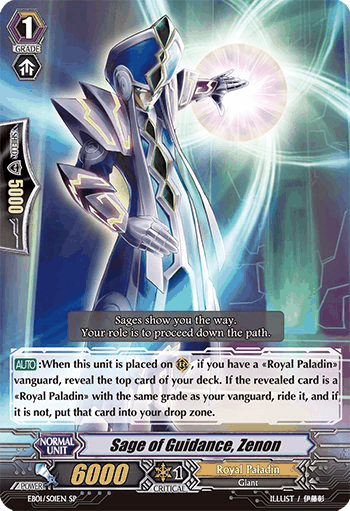 1
GRADE
SHIELD 5000
Sages show you the way.
Your role is to proceed down the path.
AUTO:When this unit is placed on Ⓡ, if you have a «Royal Paladin»
vanguard, reveal the top card of your deck. If the revealed card is a
«Royal Paladin» with the same grade as your vanguard, ride it, and if
it is not, put that card into your drop zone.
NORMAL UNIT
Sage of Guidance, Zenon
POWER 6000
1
CRITICAL
Royal Paladin
Giant
EB01/S01EN SP
ILLUST / 伊藤彰